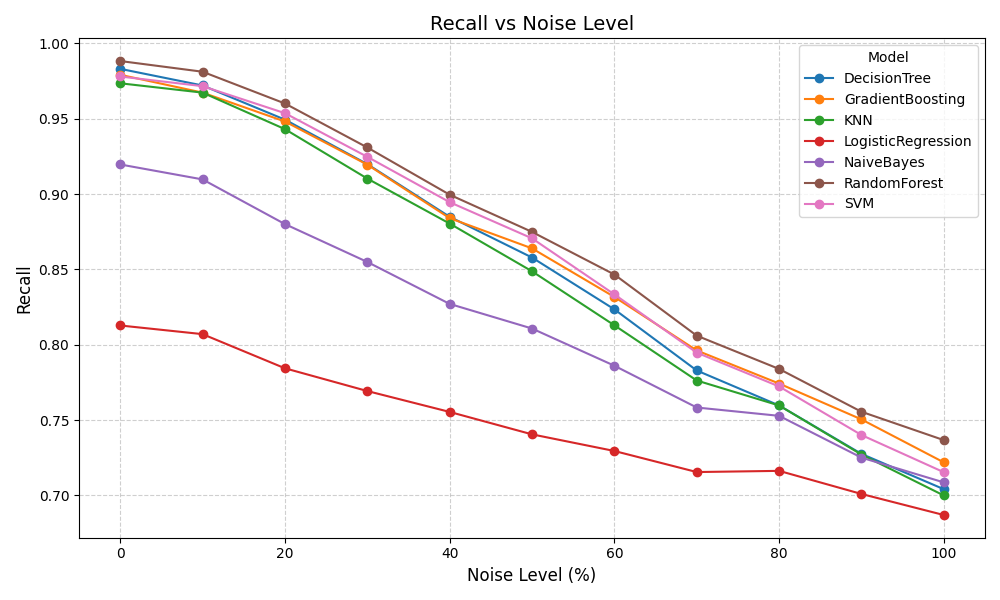 Recall vs Noise Level
Model
DecisionTree
GradientBoosting
KNN
LogisticRegression
NaiveBayes
RandomForest
SVM
Recall
1.00
0.95
0.90
0.85
0.80
0.75
0.70
0
20
40
60
80
100
Noise Level (%)